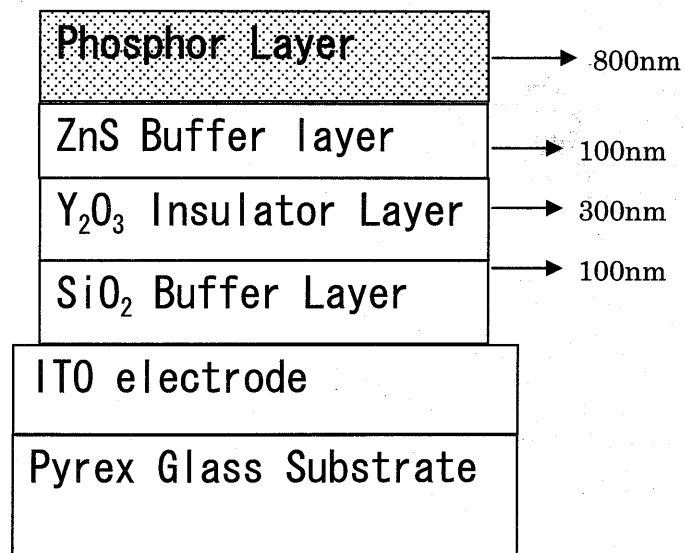 Phosphor Layer
800nm
ZnS Buffer layer
100nm
Y₂O₃ Insulator Layer
300nm
100nm
SiO₂ Buffer Layer
ITO electrode
Pyrex Glass Substrate